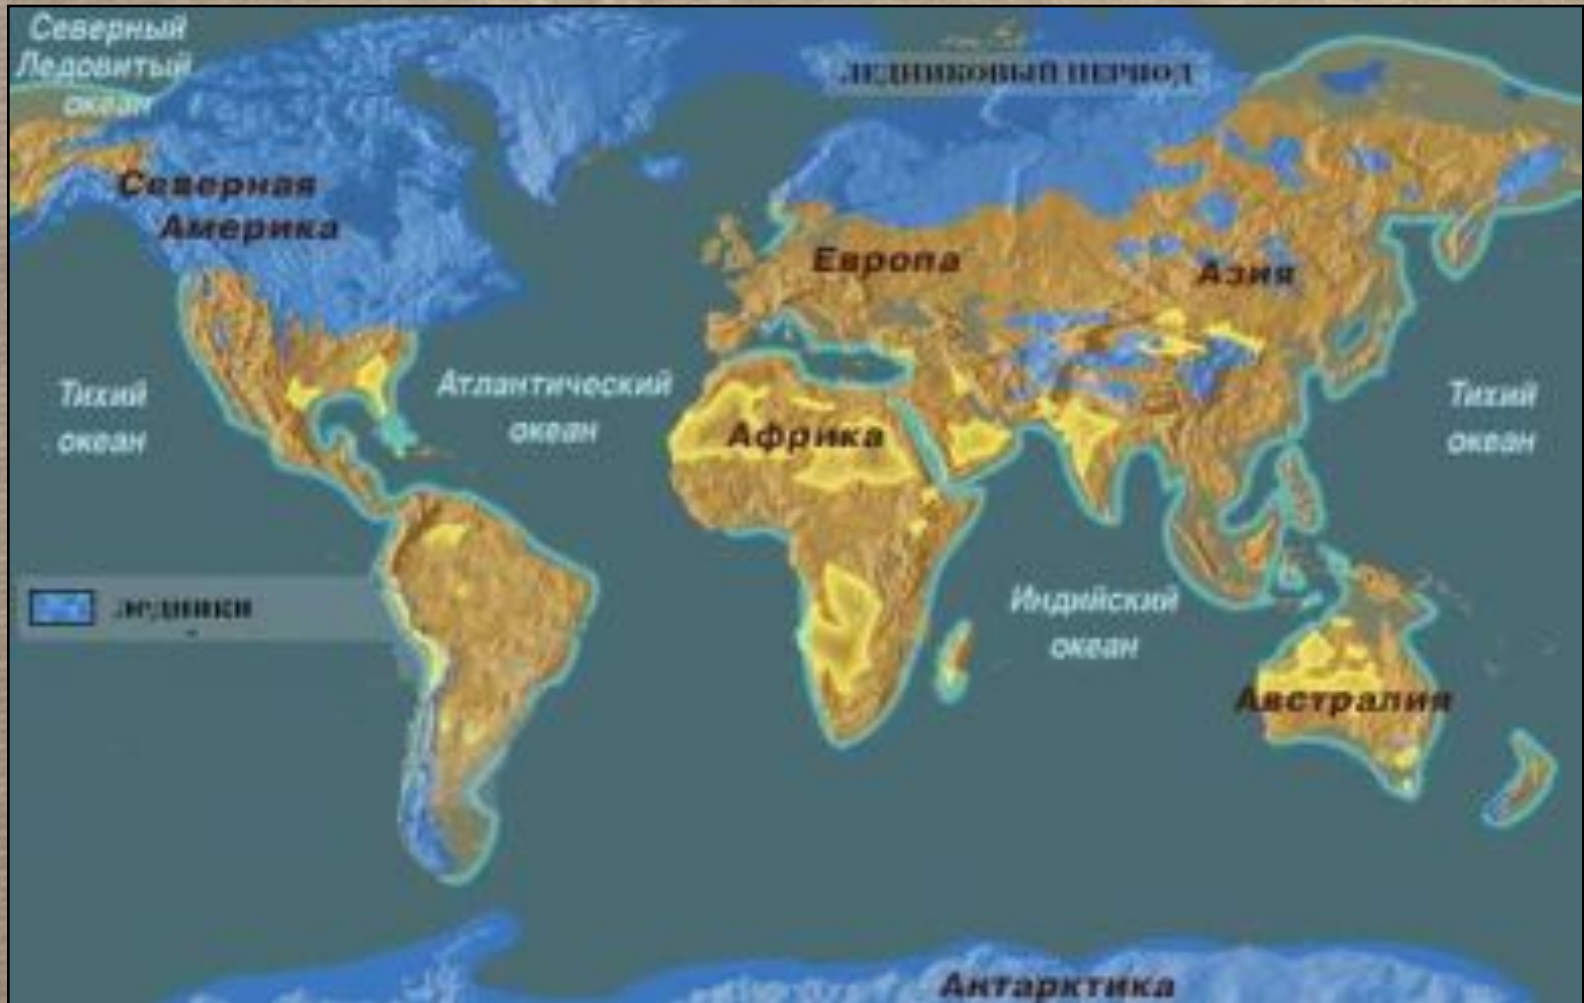 Северный
Ледовитый
океан
ЛЕДНИКОВЫЙ ПЕРИОД
Северная
Америка
Европа
Азия
Тихий
океан
Атлантический
океан
Африка
Тихий
океан
ледники
Индийский
океан
Австралия
Антарктика